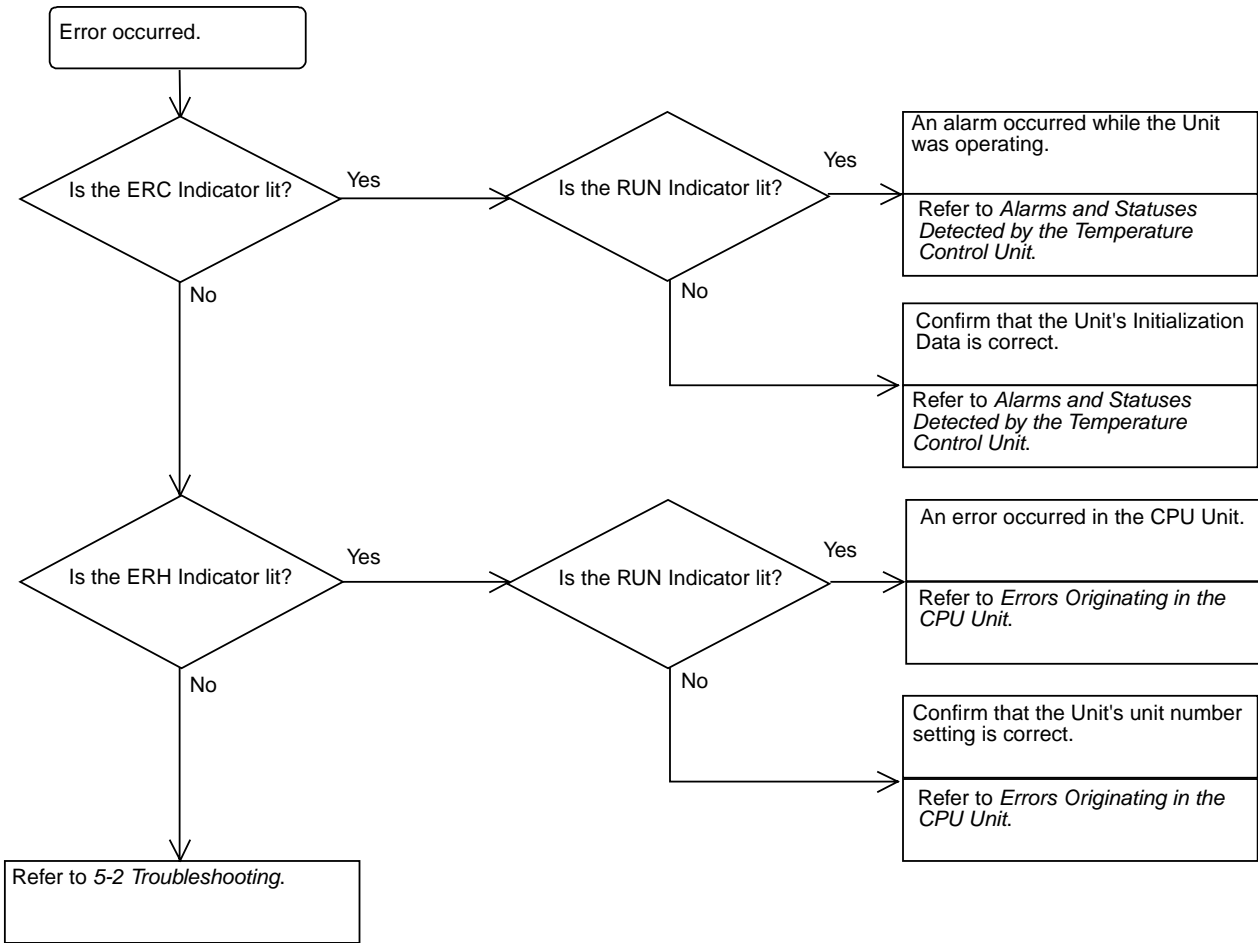 Error occurred.
Is the ERC Indicator lit?
Yes
Is the RUN Indicator lit?
Yes
An alarm occurred while the Unit
was operating.
Refer to Alarms and Statuses
Detected by the Temperature
Control Unit.
No
No
Confirm that the Unit's Initialization
Data is correct.
Refer to Alarms and Statuses
Detected by the Temperature
Control Unit.
Is the ERH Indicator lit?
Yes
Is the RUN Indicator lit?
Yes
An error occurred in the CPU Unit.
Refer to Errors Originating in the
CPU Unit.
No
No
Confirm that the Unit's unit number
setting is correct.
Refer to Errors Originating in the
CPU Unit.
Refer to 5-2 Troubleshooting.